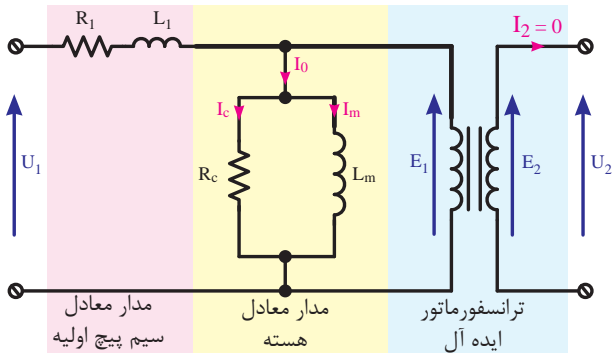 R1 L1
I2 = 0
I0
Ic Im
U1 Rc Lm E1 E2 U2
مدار معادل
سیم پیچ اولیه
مدار معادل
هسته
ترانسفورماتور
ایده آل